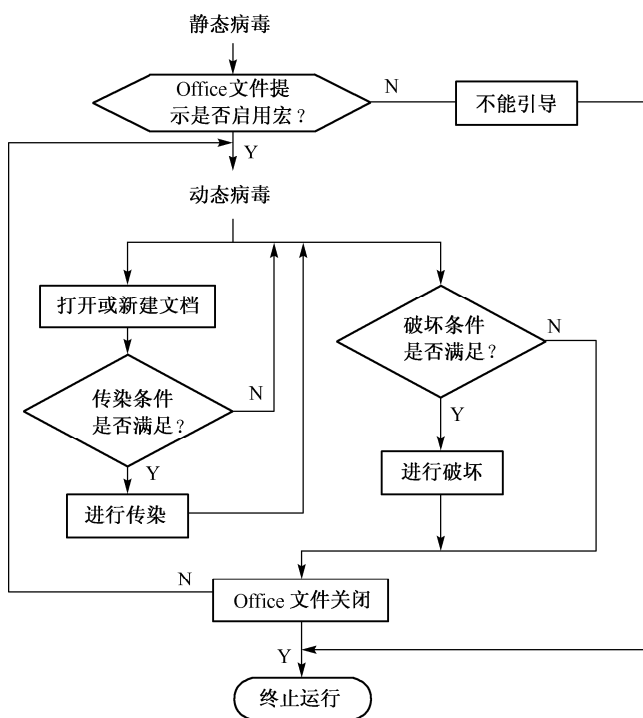 静态病毒
Office文件提
示是否启用宏？
N
不能引导
Y
动态病毒
打开或新建文档
破坏条件
是否满足？
N
传染条件
是否满足？
N
Y
Y
进行传染
进行破坏
N
Office 文件关闭
Y
终止运行